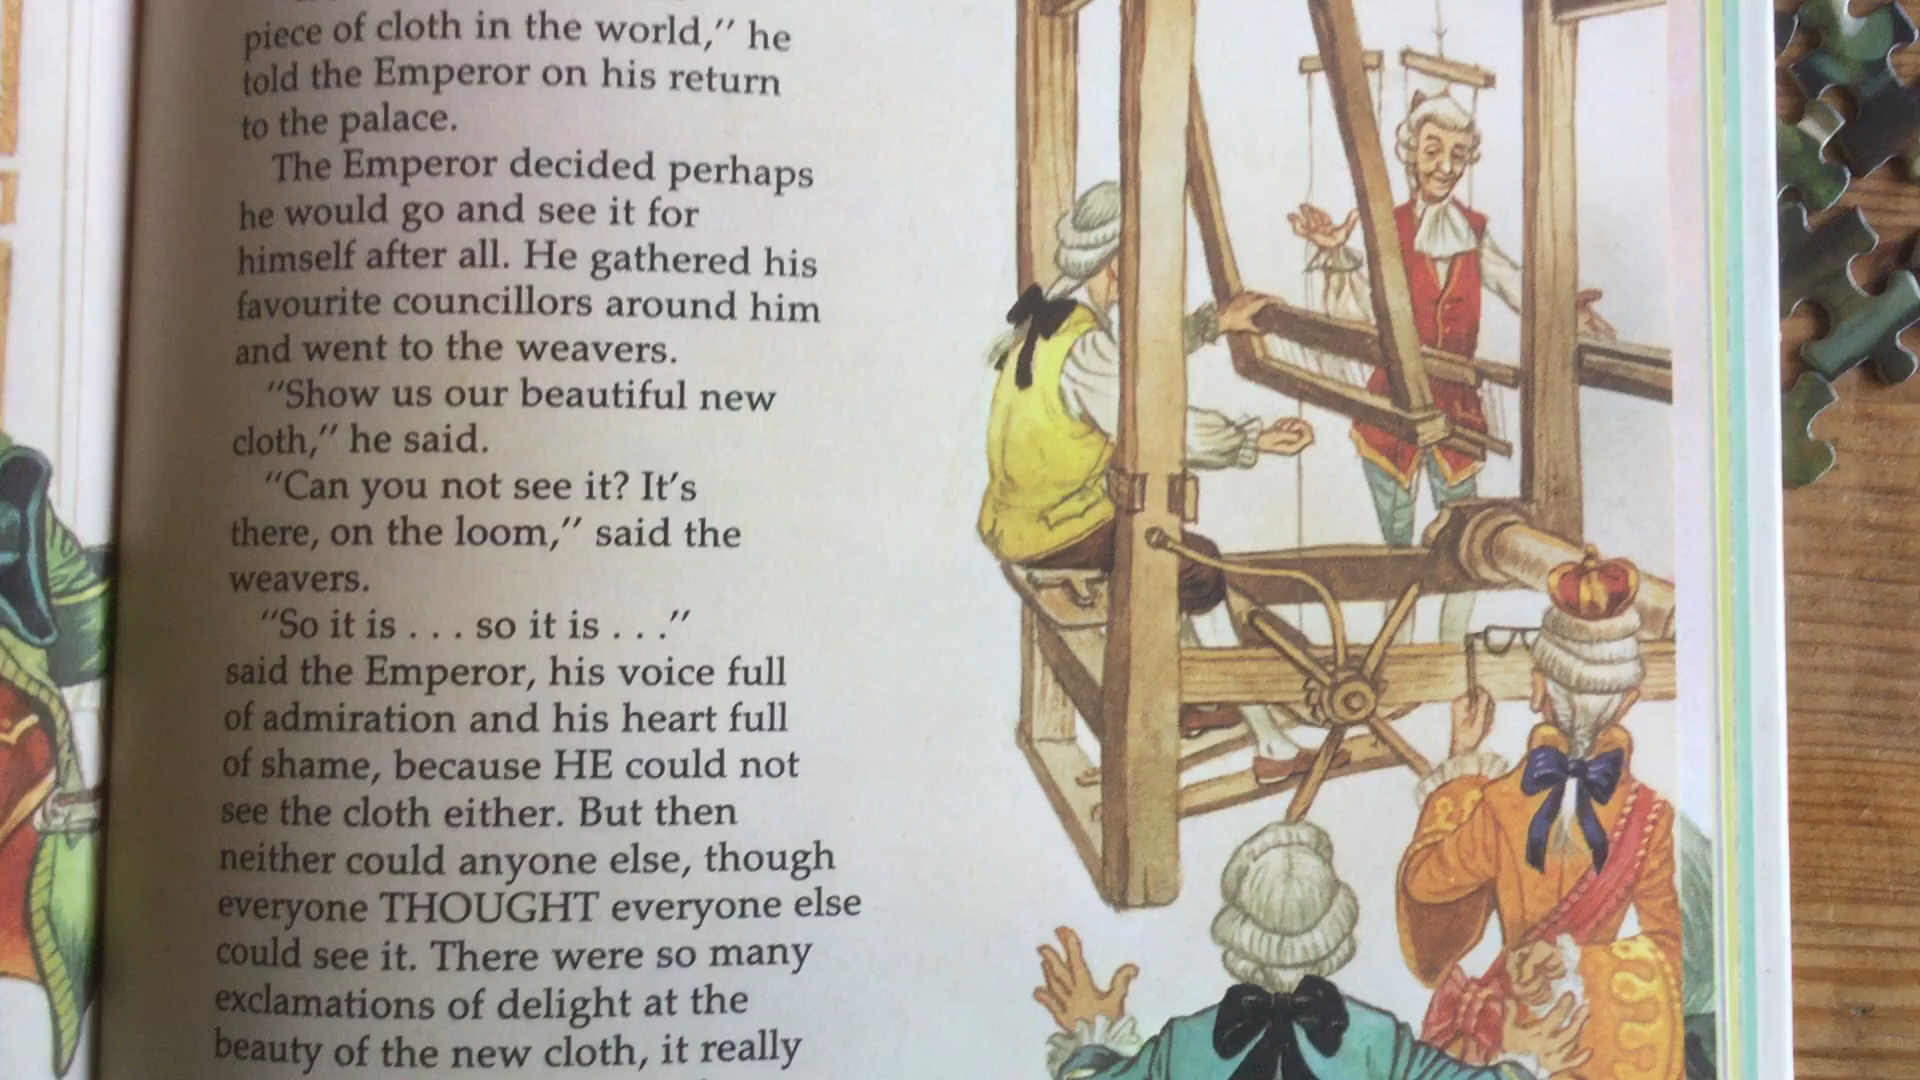 piece of cloth in the world,” he
told the Emperor on his return
to the palace.
The Emperor decided perhaps
he would go and see it for
himself after all. He gathered his
favourite councillors around him
and went to the weavers.
“Show us our beautiful new
cloth,” he said.
“Can you not see it? It's
there, on the loom,” said the
weavers.
“So it is . . . so it is . . .”
said the Emperor, his voice full
of admiration and his heart full
of shame, because HE could not
see the cloth either. But then
neither could anyone else, though
everyone THOUGHT everyone else
could see it. There were so many
exclamations of delight at the
beauty of the new cloth, it really